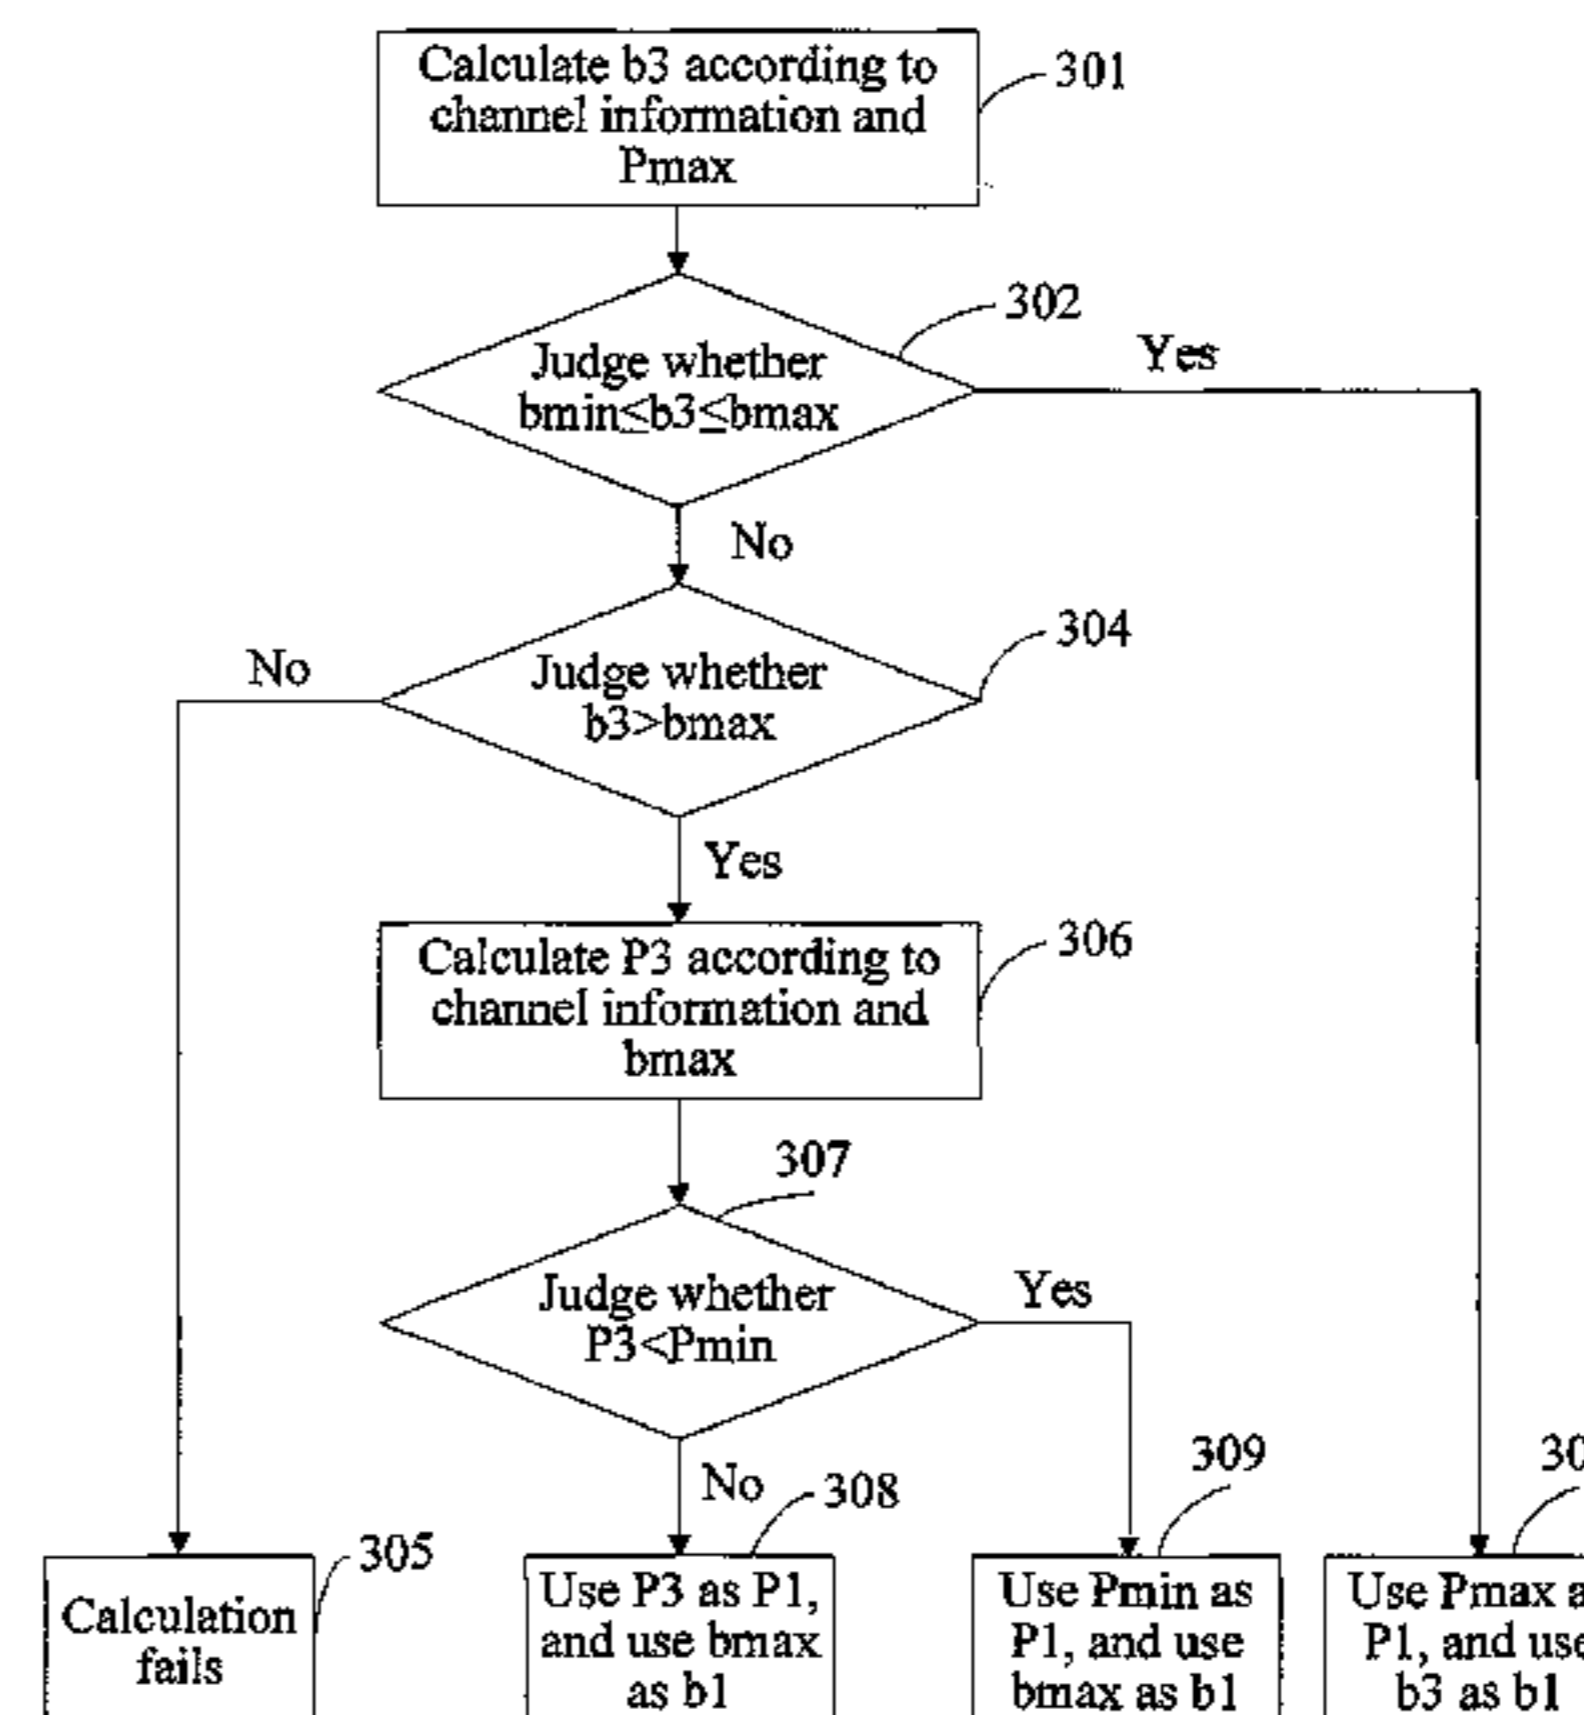 Calculate b3 according to
channel information and
Pmax
301
302
Judge whether
bmin≤b3≤bmax
Yes
No
304
Judge whether
b3>bmax
No
Yes
306
Calculate P3 according to
channel information and
bmax
307
Judge whether
P3<Pmin
Yes
No
305
Calculation
fails
308
Use P3 as P1,
and use bmax
as b1
309
Use Pmin as
P1, and use
bmax as b1
Use Pmax
P1, and use
b3 as b1